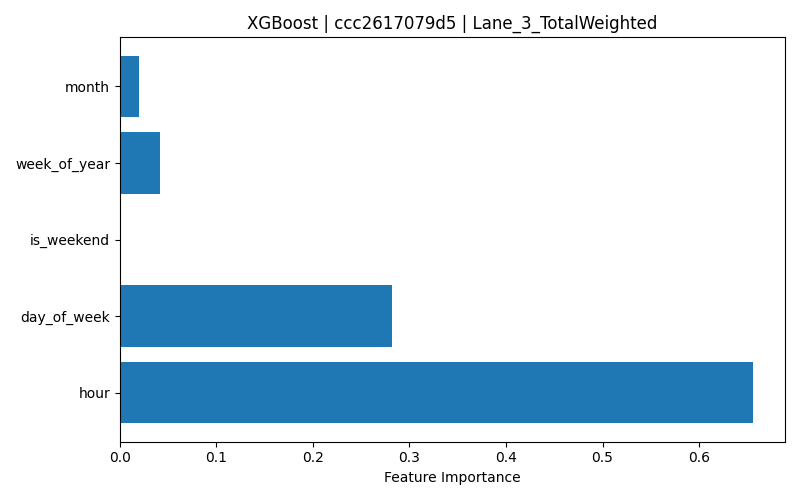 XGBoost | ccc2617079d5 | Lane_3_TotalWeighted
month
week_of_year
is_weekend
day_of_week
hour
0.0 0.1 0.2 0.3 0.4 0.5 0.6
Feature Importance